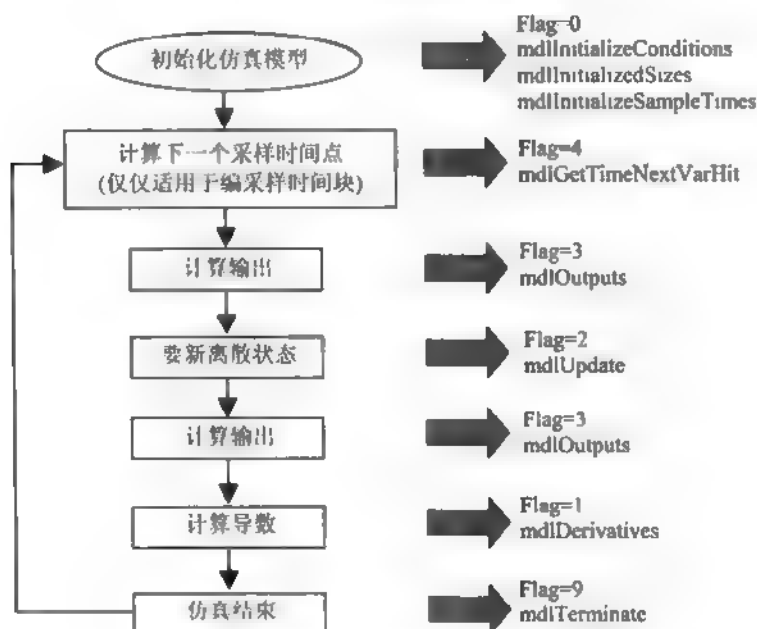 初始化仿真模型
Flag=0
mdlInitializeConditions
mdlInitializedSizes
mdlInitializeSampleTimes
计算下一个采样时间点
(仅仅适用于编采样时间块)
Flag=4
mdlGetTimeNextVarHit
计算输出
Flag=3
mdlOutputs
要新离散状态
Flag=2
mdlUpdate
计算输出
Flag=3
mdlOutputs
计算导数
Flag=1
mdlDerivatives
仿真结束
Flag=9
mdlTerminate